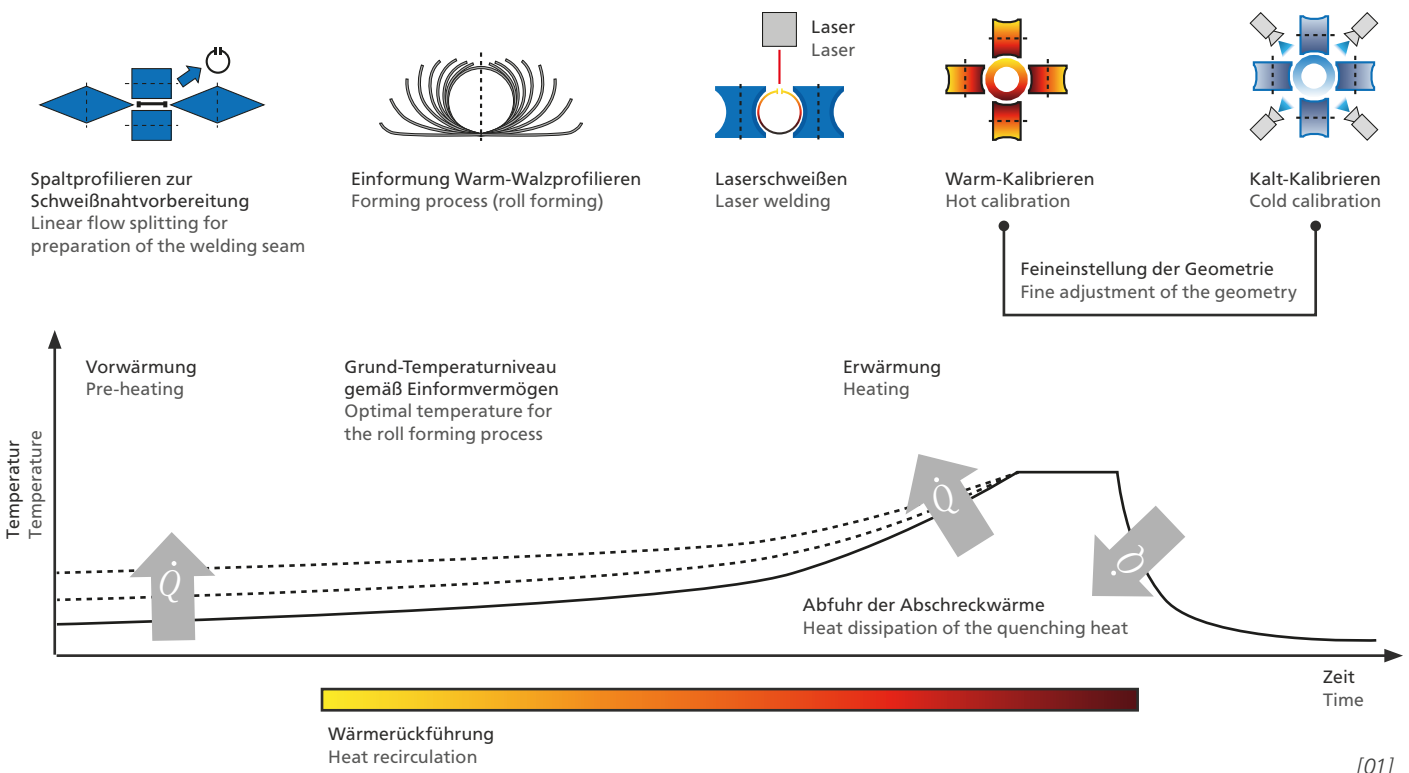 Laser
Laser
Spaltprofilieren zur
Schweißnahtvorbereitung
Linear flow splitting for
preparation of the welding seam
Einformung Warm-Walzprofilieren
Forming process (roll forming)
Laserschweißen
Laser welding
Warm-Kalibrieren
Hot calibration
Kalt-Kalibrieren
Cold calibration
Feineinstellung der Geometrie
Fine adjustment of the geometry
Vorwärmung
Pre-heating
Grund-Temperaturniveau
gemäß Einformvermögen
Optimal temperature for
the roll forming process
Erwärmung
Heating
Temperatur
Temperature
Q̇
Q̇
Q̇
Abfuhr der Abschreckwärme
Heat dissipation of the quenching heat
Zeit
Time
Wärmerückführung
Heat recirculation
[01]